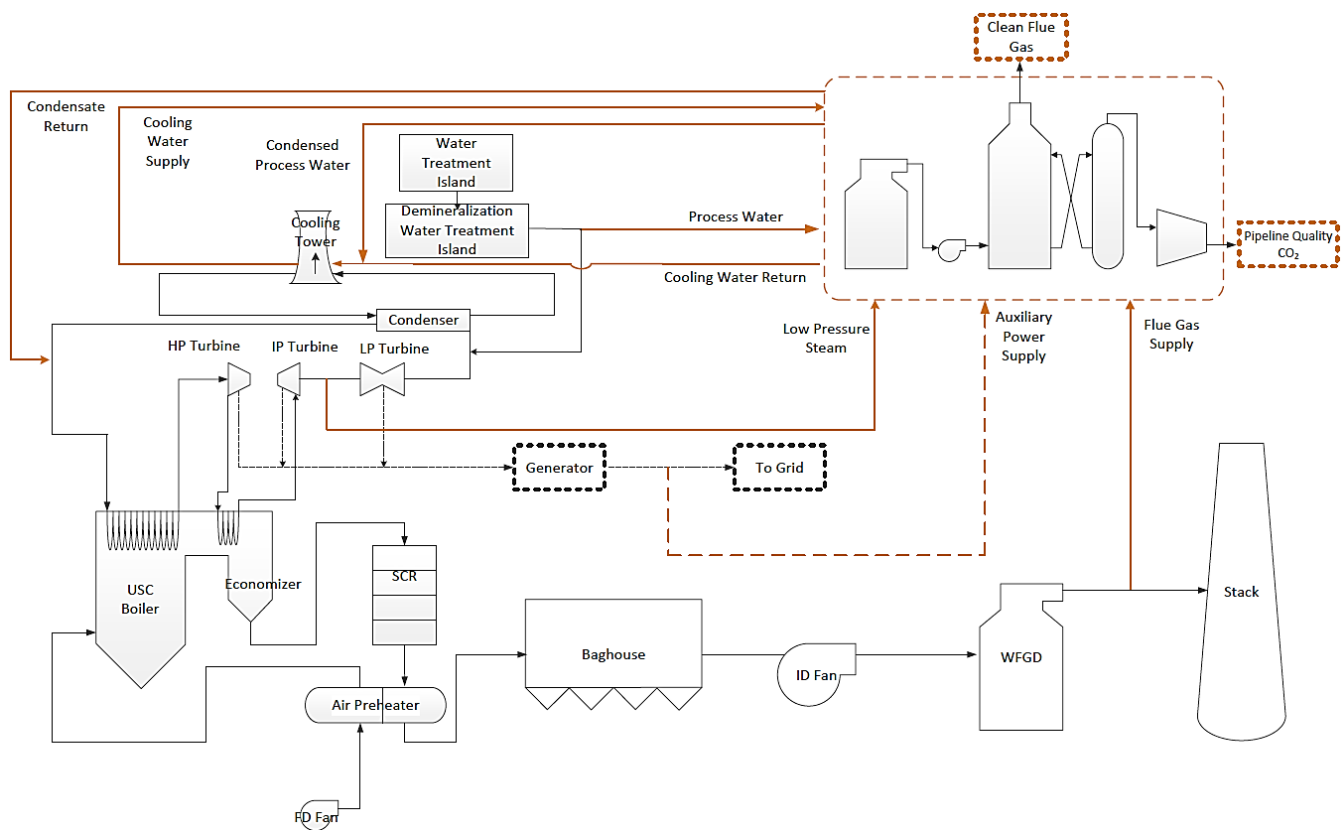 Clean Flue
Gas
Condensate
Return
Cooling
Water
Supply
Condensed
Process Water
Water
Treatment
Island
Demineralization
Water Treatment
Island
Process Water
Cooling
Tower
Cooling Water Return
Pipeline Quality
CO₂
Condenser
HP Turbine
IP Turbine
LP Turbine
Low Pressure
Steam
Auxiliary
Power
Supply
Flue Gas
Supply
Generator
To Grid
USC
Boiler
Economizer
SCR
Baghouse
ID Fan
WFGD
Stack
Air Preheater
FD Fan